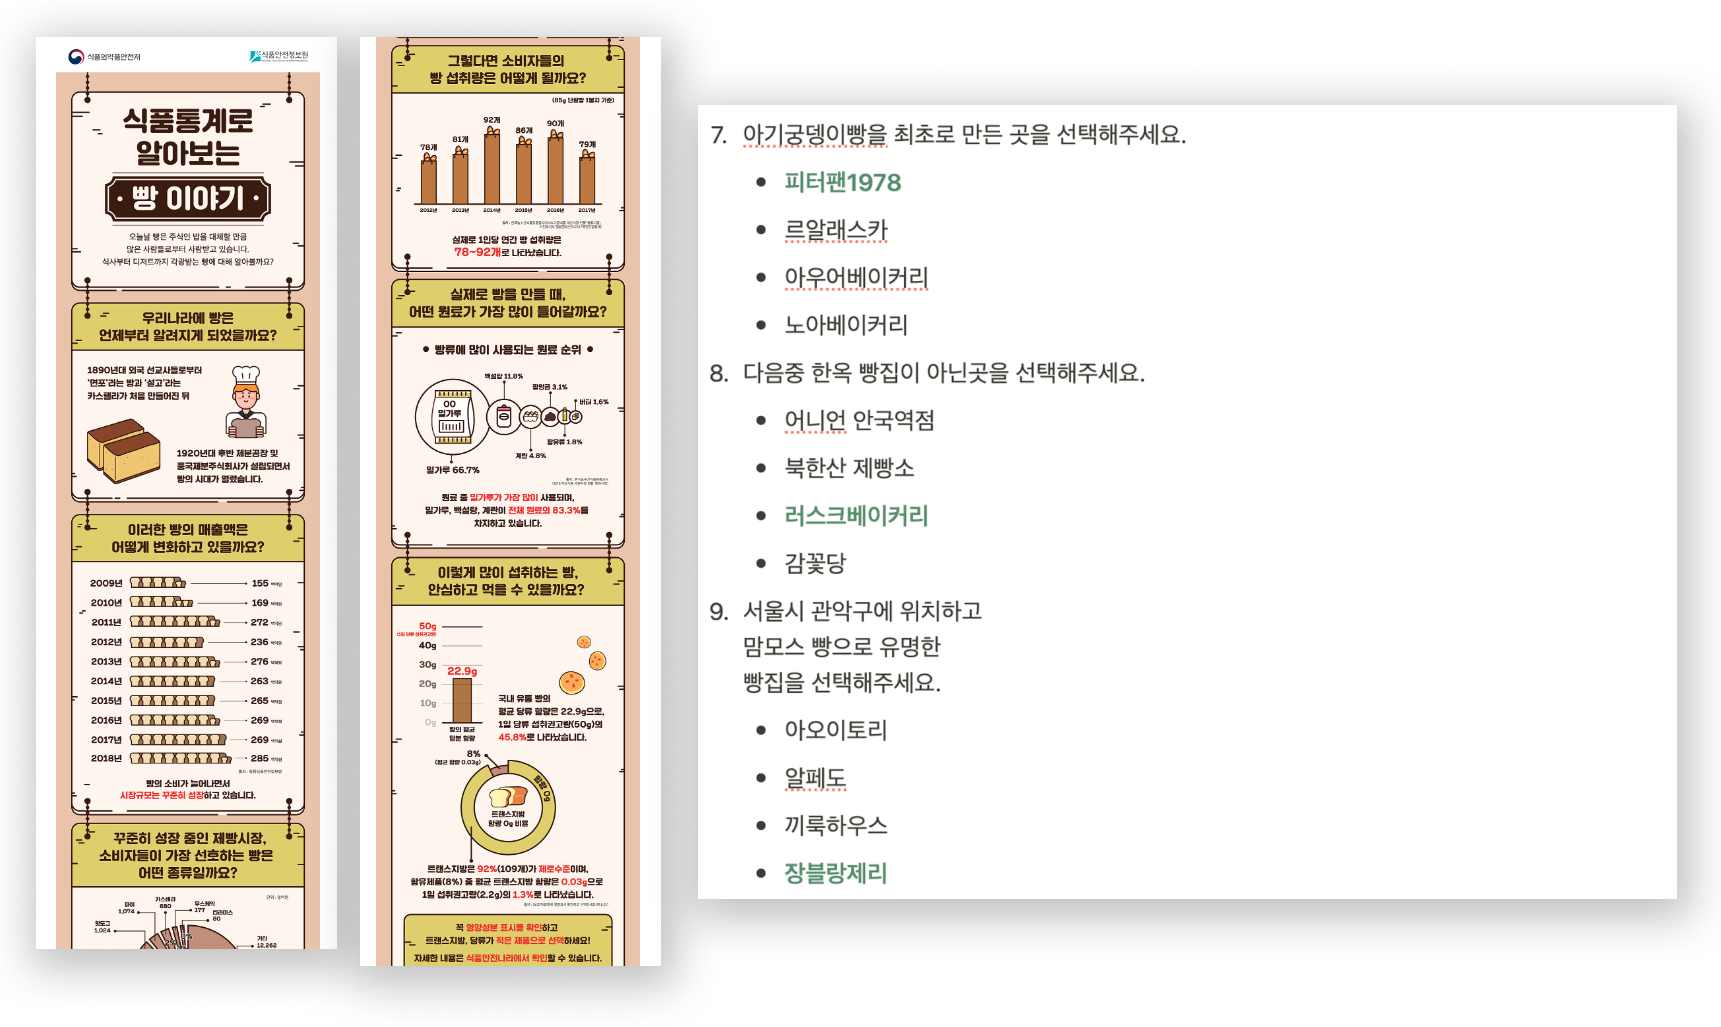 식품의약품안전처
식품안전정보원
식품통계로
알아보는
빵 이야기
오늘날 빵은 주식인 밥을 대체할 만큼
많은 사람들로부터 사랑받고 있습니다.
식사부터 디저트까지 각광받는 빵에 대해 알아볼까요?
우리나라에 빵은
언제부터 알려지게 되었을까요?
1890년대 외국 선교사들로부터
'면포'라는 빵과 '설고'라는
카스텔라가 처음 만들어진 뒤
1920년대 후반 제분공장 및
풍국제분주식회사가 설립되면서
빵의 시대가 열렸습니다.
이러한 빵의 매출액은
어떻게 변화하고 있을까요?
2009년 155
2010년 169
2011년 272
2012년 236
2013년 276
2014년 263
2015년 265
2016년 269
2017년 269
2018년 285
빵의 소비가 늘어나면서
시장규모는 꾸준히 성장하고 있습니다.
꾸준히 성장 중인 제빵시장,
소비자들이 가장 선호하는 빵은
어떤 종류일까요?
파이
1,074
카스테라
680
177
80
핫도그
1,024
기타
12,262
그렇다면 소비자들의
빵 섭취량은 어떻게 될까요?
(85g 단팥빵 1봉지 기준)
78개
81개
92개
86개
90개
79개
2012년 2013년 2014년 2015년 2016년 2017년
실제로 1인당 연간 빵 섭취량은
78~92개로 나타났습니다.
실제로 빵을 만들 때,
어떤 원료가 가장 많이 들어갈까요?
• 빵류에 많이 사용되는 원료 순위 •
백설탕 11.8%
팥앙금 3.1%
버터 1.6%
OO
밀가루
팜유류 1.8%
계란 4.8%
밀가루 66.7%
원료 중 밀가루가 가장 많이 사용되며,
밀가루, 백설탕, 계란이 전체 원료의 83.3%를
차지하고 있습니다.
이렇게 많이 섭취하는 빵,
안심하고 먹을 수 있을까요?
50g
(1일 당류 섭취권고량)
40g
30g
22.9g
20g
10g
0g
빵의 평균
당분 함량
국내 유통 빵의
평균 당류 함량은 22.9g으로,
1일 당류 섭취권고량(50g)의
45.8%로 나타났습니다.
8%
(평균 함량 0.03g)
함량 0g
트랜스지방
함량 0g 비율
트랜스지방은 92%(109개)가 제로수준이며,
함유제품(8%) 중 평균 트랜스지방 함량은 0.03g으로
1일 섭취권고량(2.2g)의 1.3%로 나타났습니다.
꼭 영양성분 표시를 확인하고
트랜스지방, 당류가 적은 제품으로 선택하세요!
자세한 내용은 식품안전나라에서 확인할 수 있습니다.
7. 아기궁뎅이빵을 최초로 만든 곳을 선택해주세요.
• 피터팬1978
• 르알래스카
• 아우어베이커리
• 노아베이커리
8. 다음중 한옥 빵집이 아닌곳을 선택해주세요.
• 어니언 안국역점
• 북한산 제빵소
• 러스크베이커리
• 감꽃당
9. 서울시 관악구에 위치하고
맘모스 빵으로 유명한
빵집을 선택해주세요.
• 아오이토리
• 알페도
• 끼룩하우스
• 장블랑제리